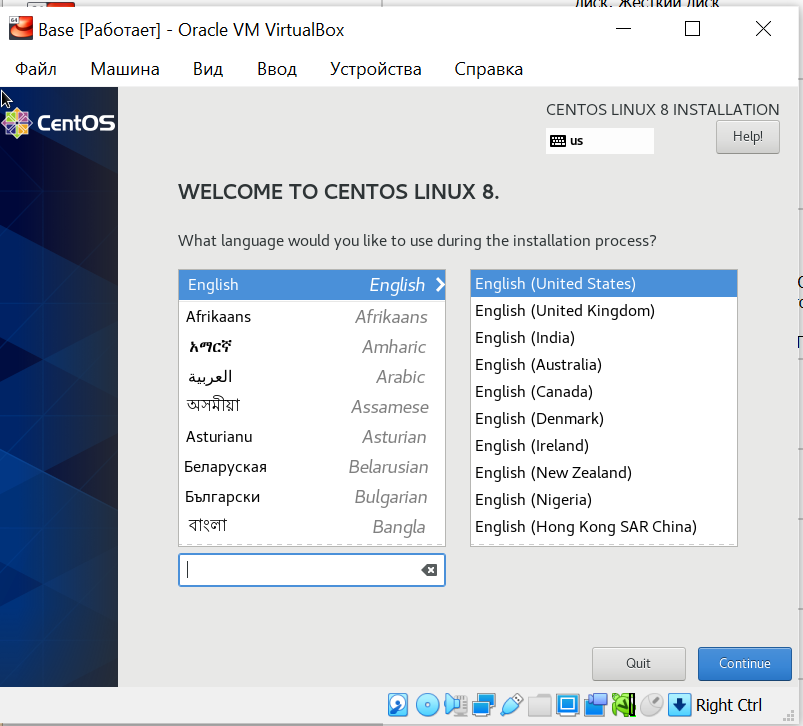 Base [Работает] - Oracle VM VirtualBox
Файл Машина Вид Ввод Устройства Справка
CentOS
CENTOS LINUX 8 INSTALLATION
us
Help!
WELCOME TO CENTOS LINUX 8.
What language would you like to use during the installation process?
English English
Afrikaans Afrikaans
አማርኛ Amharic
العربية Arabic
অসমীয়া Assamese
Asturianu Asturian
Беларуская Belarusian
Български Bulgarian
বাংলা Bangla
English (United States)
English (United Kingdom)
English (India)
English (Australia)
English (Canada)
English (Denmark)
English (Ireland)
English (New Zealand)
English (Nigeria)
English (Hong Kong SAR China)
Quit Continue
Right Ctrl